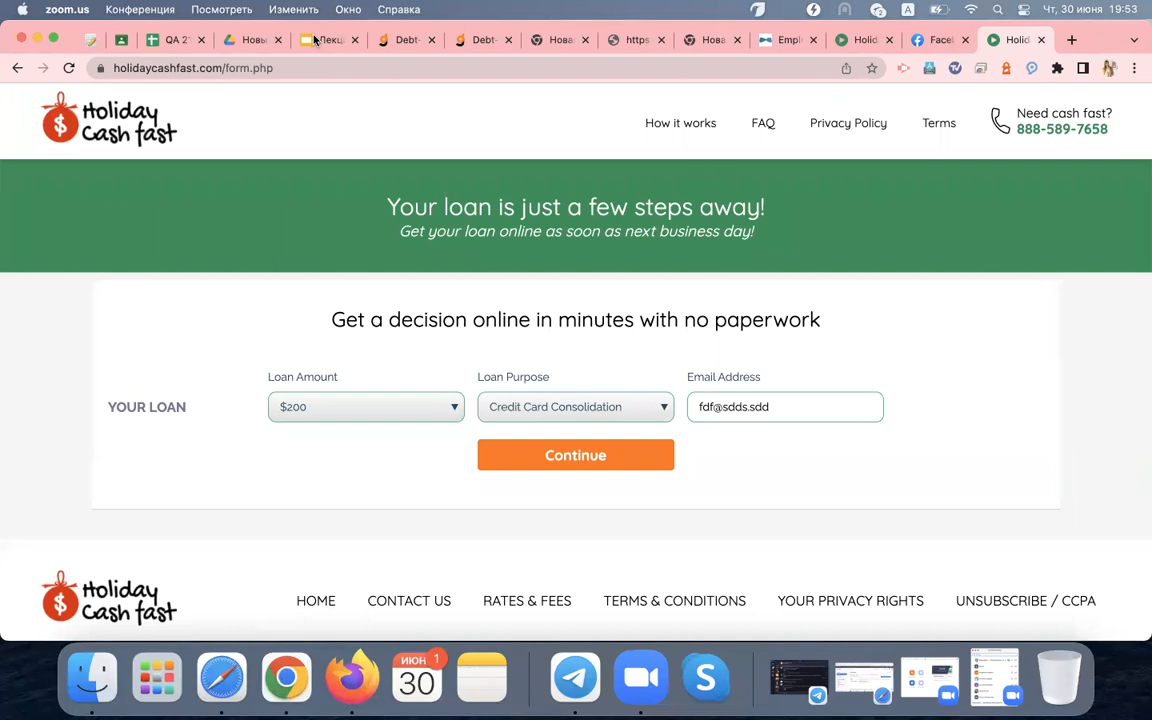 zoom.us Конференция Посмотреть Изменить Окно Справка A Чт, 30 июня 19:53
QA 2 Новы Лекц Debt- Debt- Нова https Нова Empl Holid Facel Holid
holidaycashfast.com/form.php
Holiday Cash fast
How it works FAQ Privacy Policy Terms
Need cash fast?
888-589-7658
Your loan is just a few steps away!
Get your loan online as soon as next business day!
Get a decision online in minutes with no paperwork
Loan Amount Loan Purpose Email Address
YOUR LOAN $200 Credit Card Consolidation fdf@sdds.sdd
Continue
Holiday Cash fast
HOME CONTACT US RATES & FEES TERMS & CONDITIONS YOUR PRIVACY RIGHTS UNSUBSCRIBE / CCPA
ИЮН 1
30